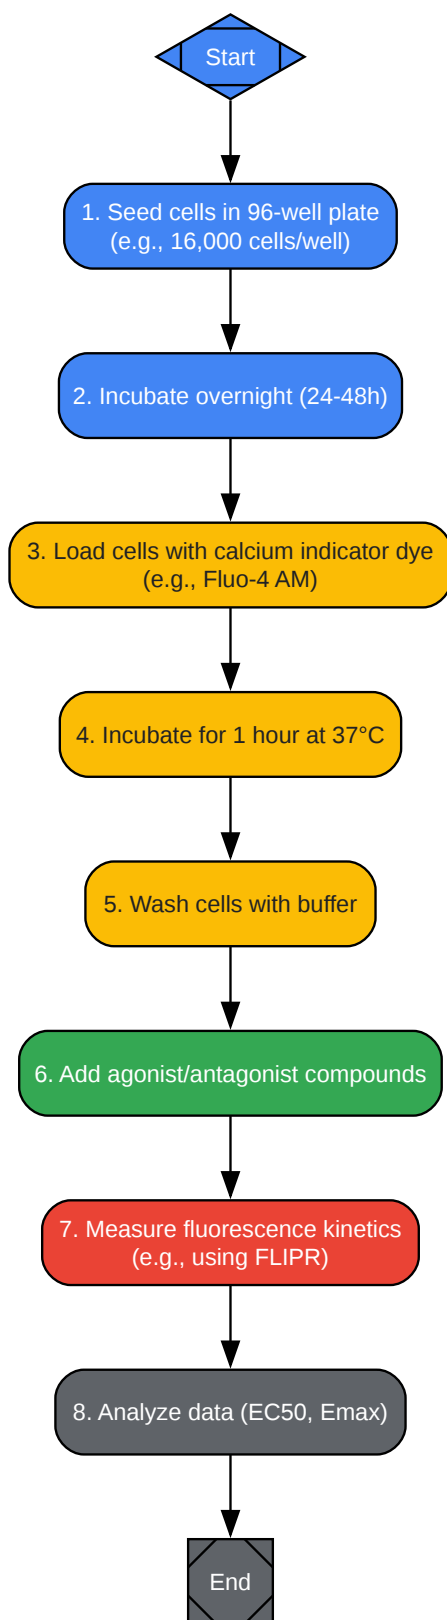 Start
1. Seed cells in 96-well plate
(e.g., 16,000 cells/well)
2. Incubate overnight (24-48h)
3. Load cells with calcium indicator dye
(e.g., Fluo-4 AM)
4. Incubate for 1 hour at 37°C
5. Wash cells with buffer
6. Add agonist/antagonist compounds
7. Measure fluorescence kinetics
(e.g., using FLIPR)
8. Analyze data (EC50, Emax)
End